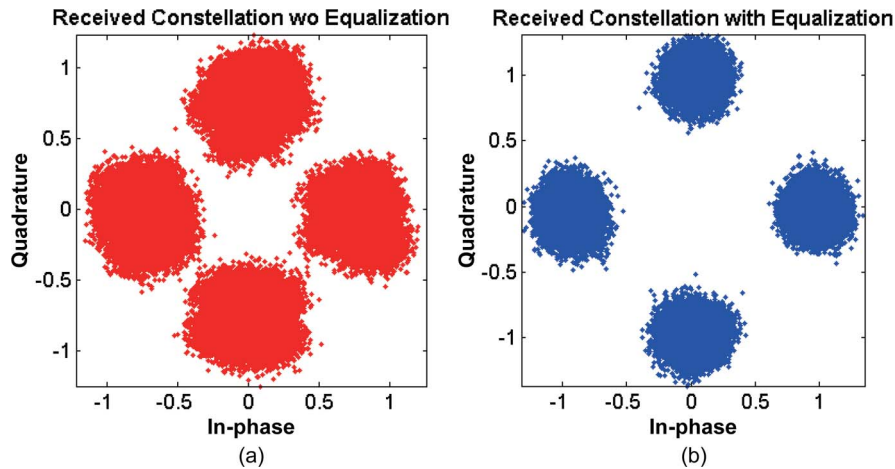 Received Constellation wo Equalization
1
0.5
0
-0.5
-1
Quadrature
-1 -0.5 0 0.5 1
In-phase
(a)
Received Constellation with Equalization
1
0.5
0
-0.5
-1
Quadrature
-1 -0.5 0 0.5 1
In-phase
(b)